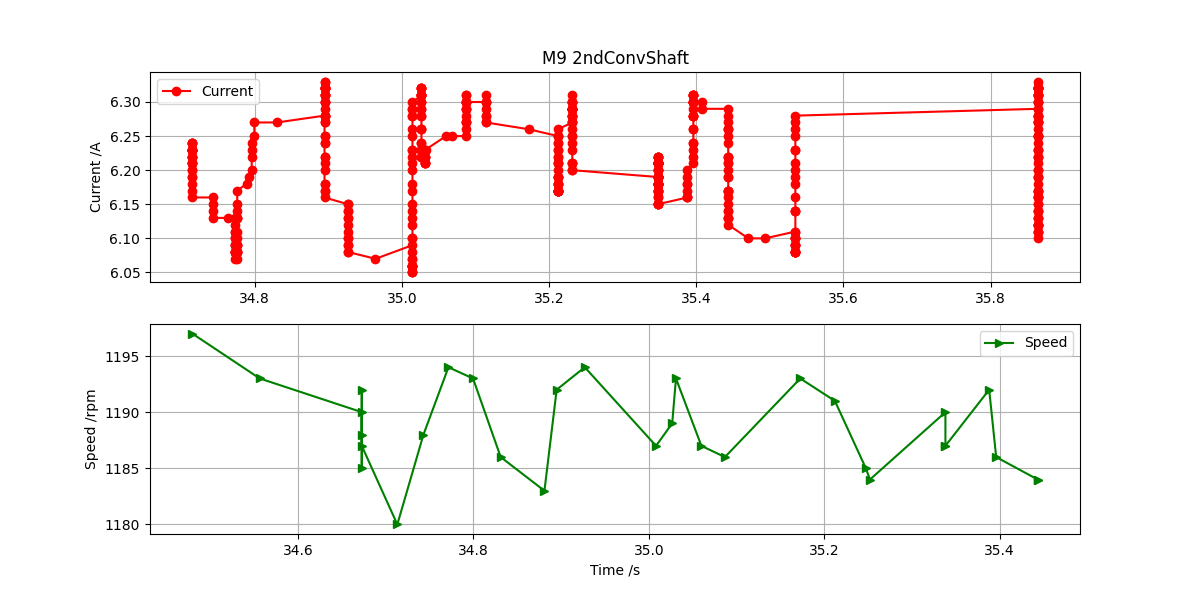 M9 2ndConvShaft
Current
Current /A
6.30
6.25
6.20
6.15
6.10
6.05
34.8 35.0 35.2 35.4 35.6 35.8
Speed
Speed /rpm
1195
1190
1185
1180
34.6 34.8 35.0 35.2 35.4
Time /s